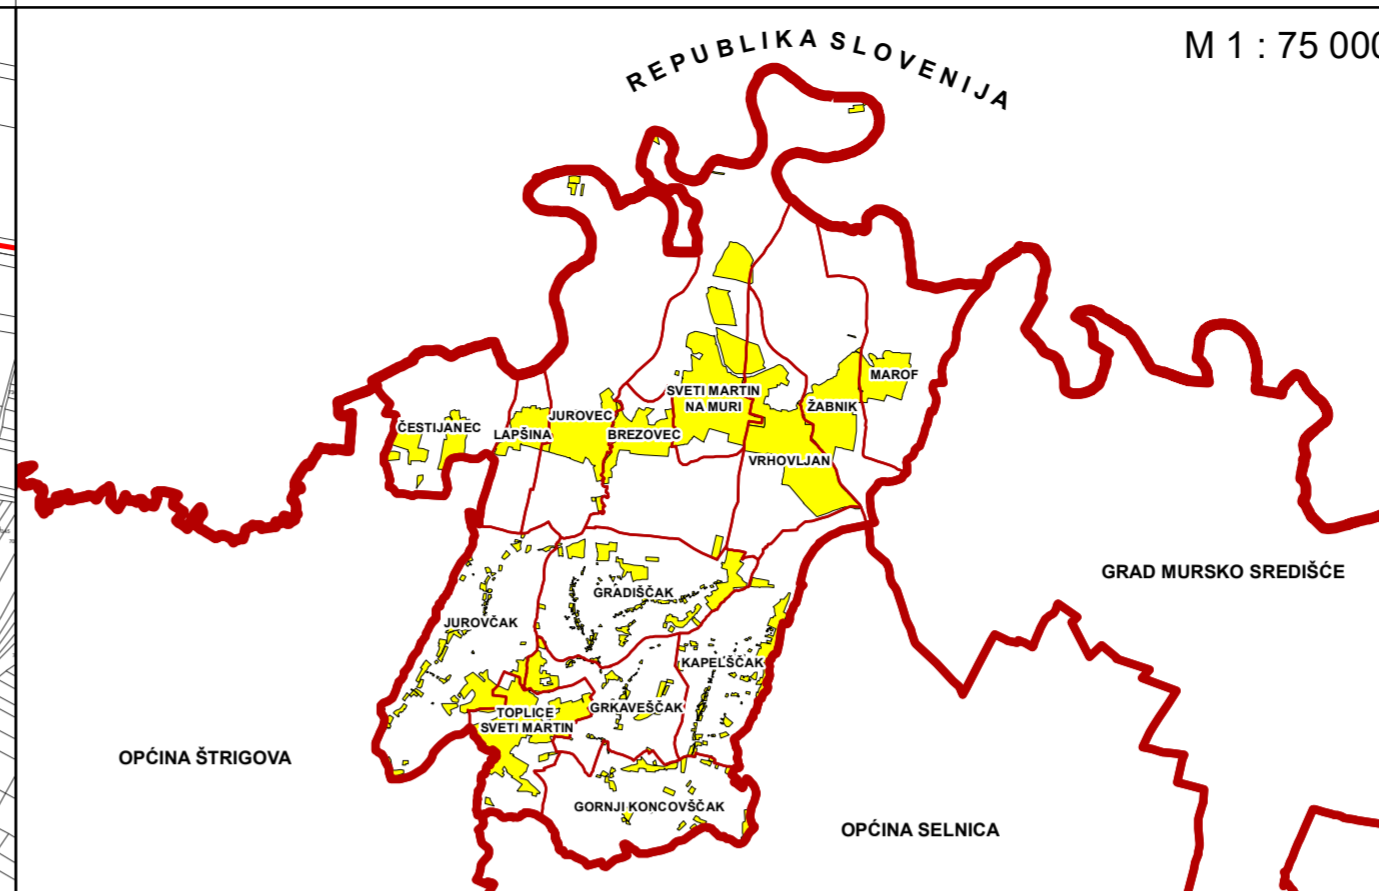 REPUBLIKA SLOVENIJA
M 1 : 75 000
MAROF
SVETI MARTIN
NA MURI
ŽABNIK
JUROVEC
ČESTIJANEC
LAPŠINA
BREZOVEC
VRHOVLJAN
GRAD MURSKO SREDIŠĆE
GRADIŠČAK
JUROVČAK
KAPELŠČAK
GRKAVEŠČAK
TOPLICE
SVETI MARTIN
OPĆINA ŠTRIGOVA
GORNJI KONCOVŠČAK
OPĆINA SELNICA